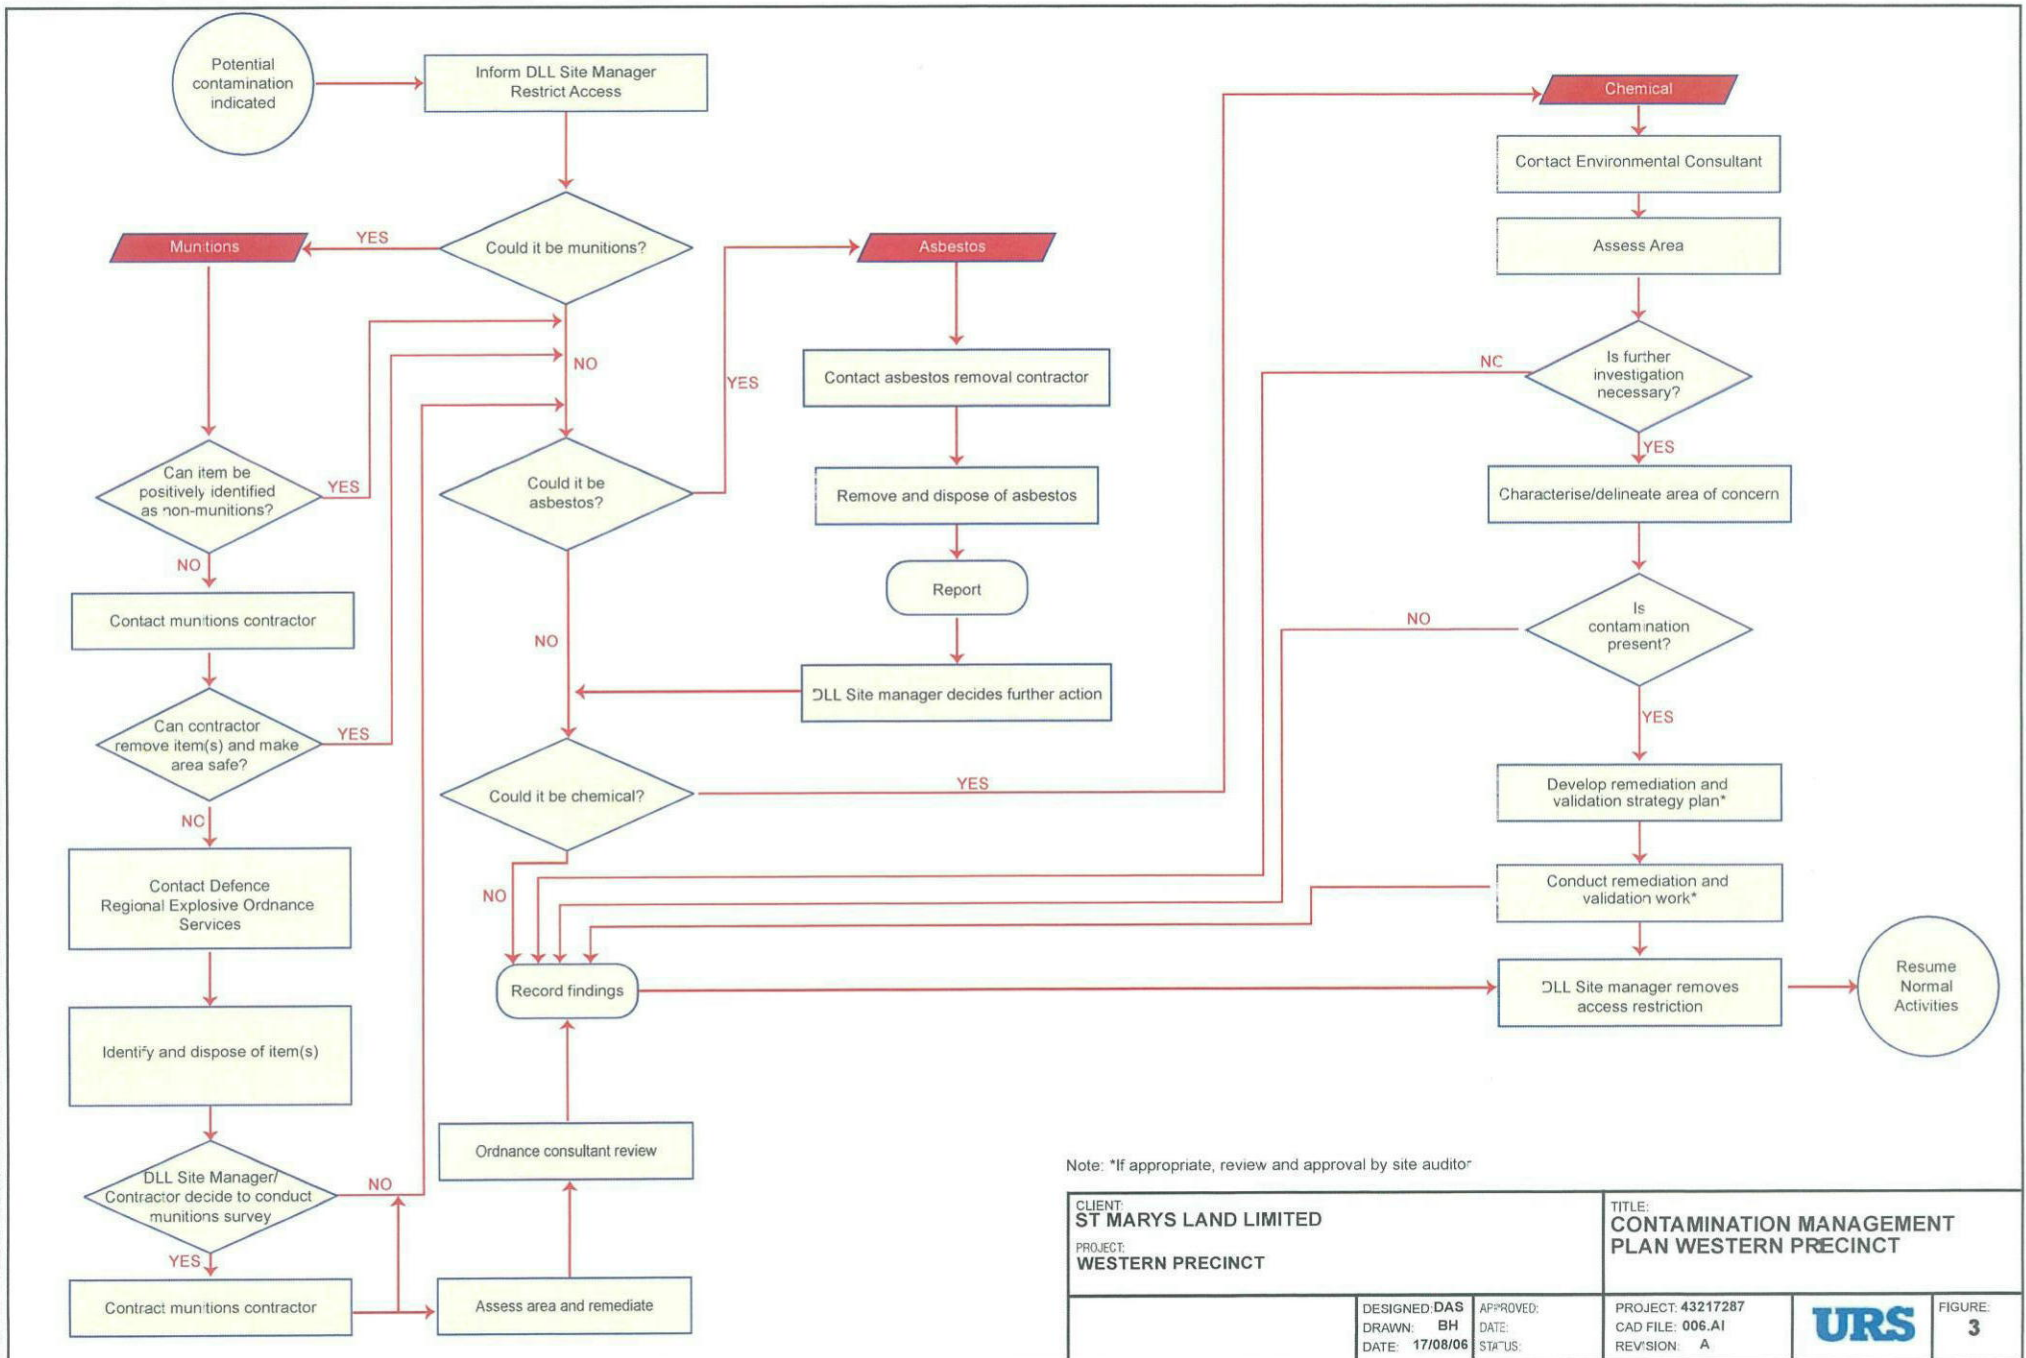 Potential
contamination
indicated
Inform DLL Site Manager
Restrict Access
Could it be munitions?
YES
Munitions
NO
Can item be
positively identified
as non-munitions?
YES
NO
Contact munitions contractor
Can contractor
remove item(s) and make
area safe?
YES
NO
Contact Defence
Regional Explosive Ordnance
Services
Identify and dispose of item(s)
DLL Site Manager/
Contractor decide to conduct
munitions survey
NO
YES
Contract munitions contractor
Assess area and remediate
Ordnance consultant review
Could it be
asbestos?
YES
NO
Asbestos
Contact asbestos removal contractor
Remove and dispose of asbestos
Report
DLL Site manager decides further action
Could it be chemical?
YES
NO
Record findings
Chemical
Contact Environmental Consultant
Assess Area
Is further
investigation
necessary?
NO
YES
Characterise/delineate area of concern
Is
contamination
present?
NO
YES
Develop remediation and
validation strategy plan*
Conduct remediation and
validation work*
DLL Site manager removes
access restriction
Resume
Normal
Activities
Note: *If appropriate, review and approval by site auditor
CLIENT:
ST MARYS LAND LIMITED
PROJECT:
WESTERN PRECINCT
TITLE:
CONTAMINATION MANAGEMENT
PLAN WESTERN PRECINCT
DESIGNED: DAS
DRAWN: BH
DATE: 17/08/06
APPROVED:
DATE:
STATUS:
PROJECT: 43217287
CAD FILE: 006.AI
REVISION: A
URS
FIGURE:
3